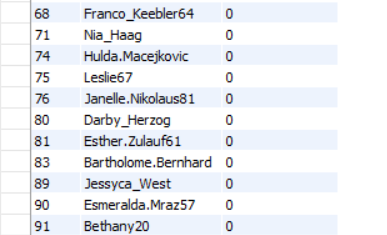 68 Franco_Keebler64 0
71 Nia_Haag 0
74 Hulda.Macejkovic 0
75 Leslie67 0
76 Janelle.Nikolaus81 0
80 Darby_Herzog 0
81 Esther.Zulauf61 0
83 Bartholome.Bernhard 0
89 Jessyca_West 0
90 Esmeralda.Mraz57 0
91 Bethany20 0